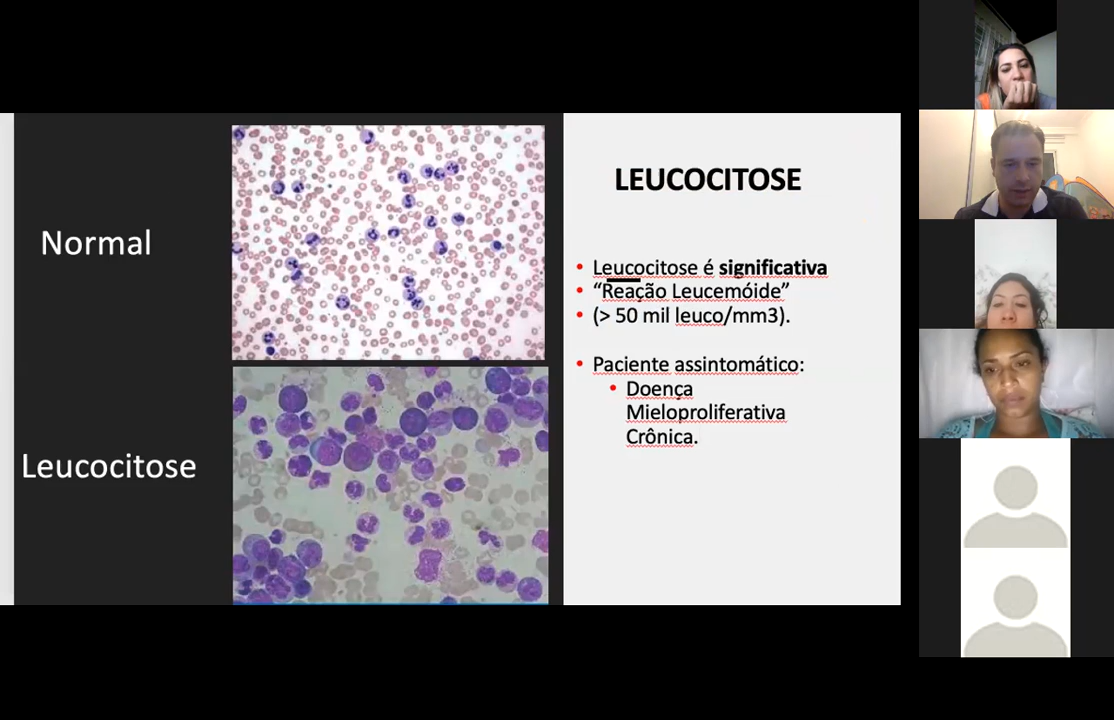 Normal
Leucocitose
LEUCOCITOSE
• Leucocitose é significativa
• “Reação Leucemóide”
• (> 50 mil leuco/mm3).
• Paciente assintomático:
• Doença
Mieloproliferativa
Crônica.